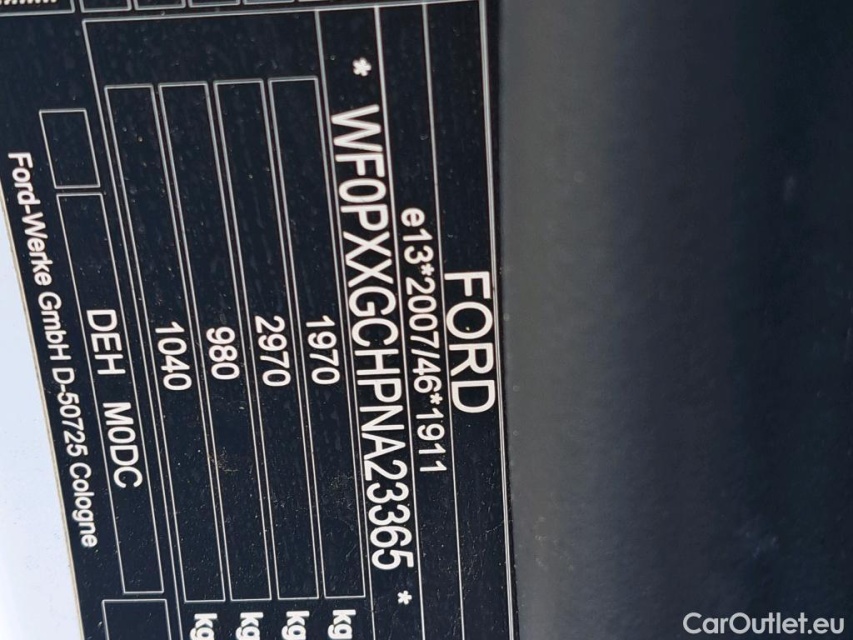 FORD
e13*2007/46*1911
* WF0PXXGCHPNA23365 *
1970 kg
2970 kg
980 kg
1040 kg
DEH M0DC
Ford-Werke GmbH D-50725 Cologne
CarOutlet.eu